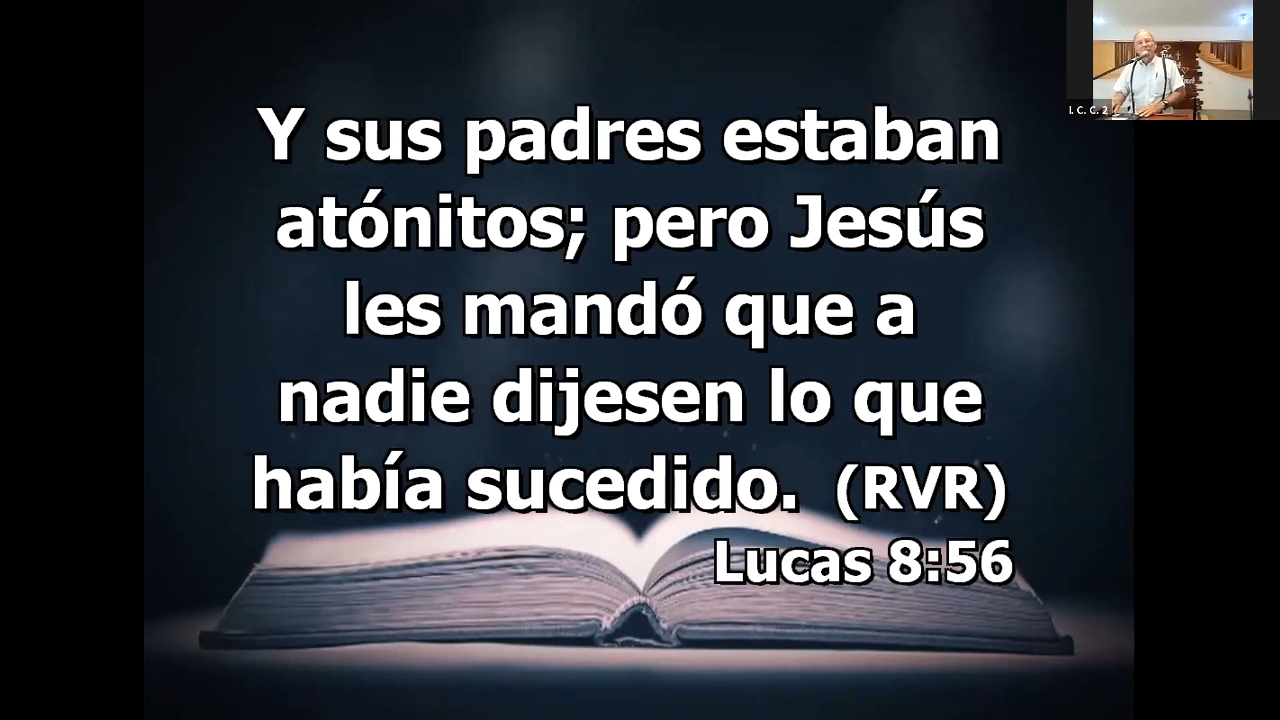 Y sus padres estaban
atónitos; pero Jesús
les mandó que a
nadie dijesen lo que
había sucedido. (RVR)
Lucas 8:56
I. C. C. 2